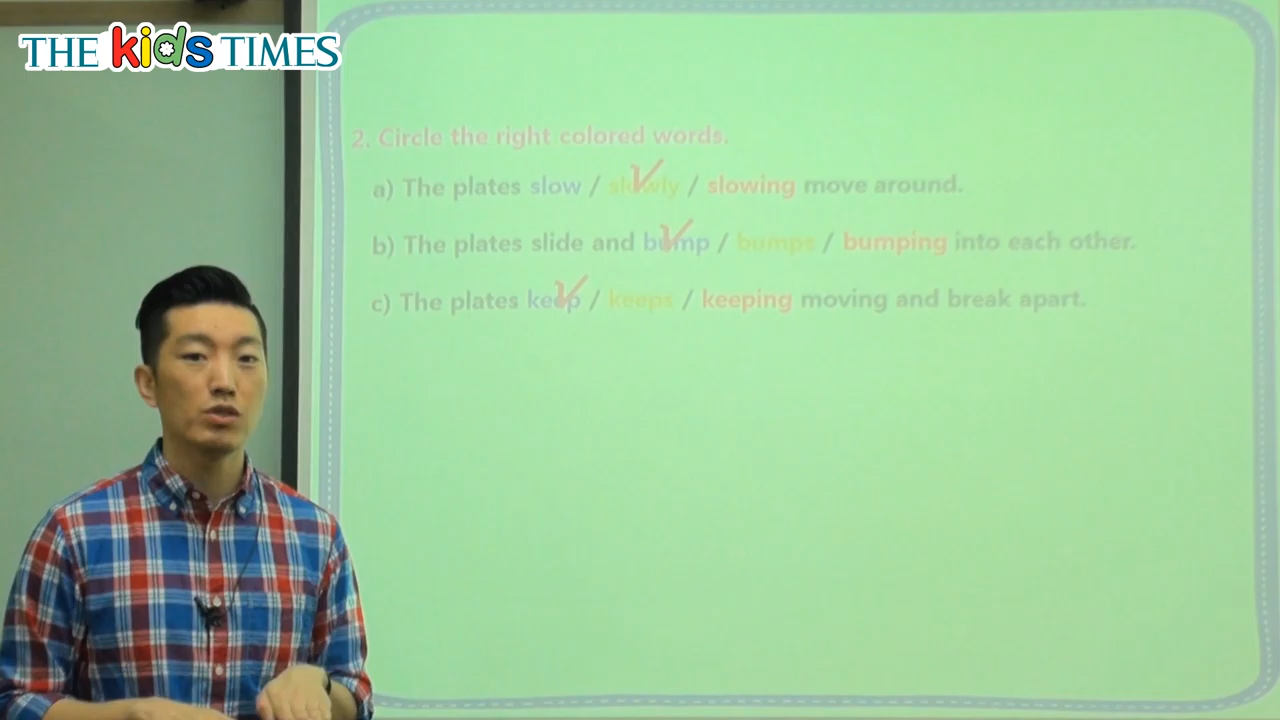 THE kids TIMES
2. Circle the right colored words.
a) The plates slow / slowly / slowing move around.
b) The plates slide and bump / bumps / bumping into each other.
c) The plates keep / keeps / keeping moving and break apart.